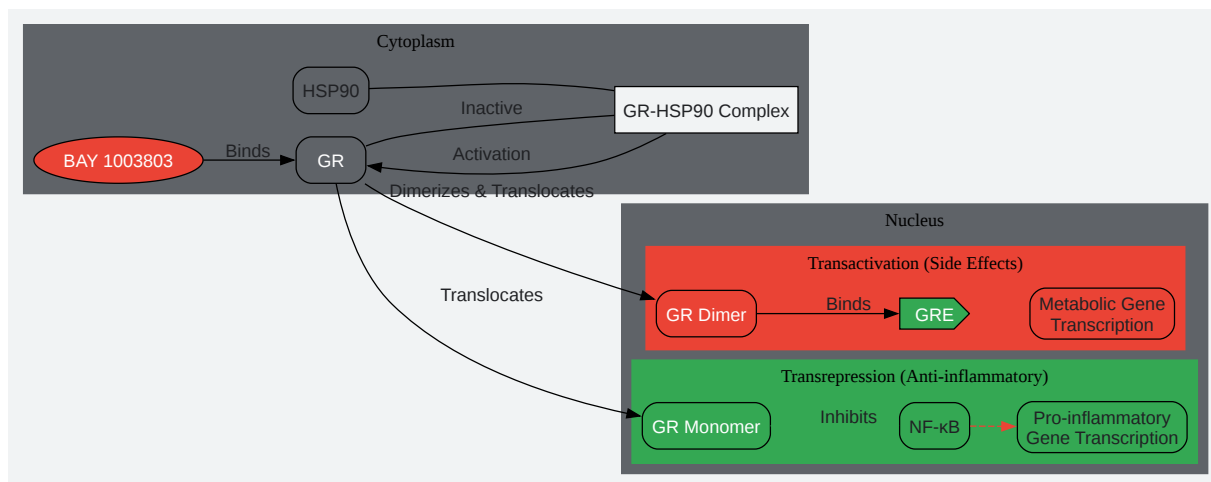 Cytoplasm
HSP90
Inactive
GR-HSP90 Complex
BAY 1003803
Binds
GR
Activation
Dimerizes & Translocates
Translocates
Nucleus
Transactivation (Side Effects)
GR Dimer
Binds
GRE
Metabolic Gene
Transcription
Transrepression (Anti-inflammatory)
GR Monomer
Inhibits
NF-κB
Pro-inflammatory
Gene Transcription